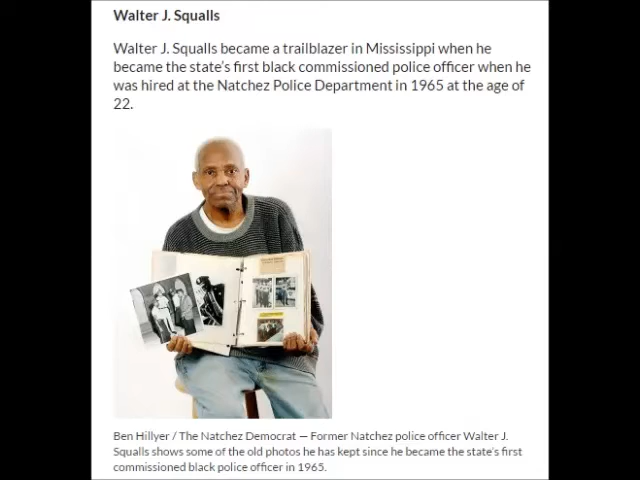 Walter J. Squalls
Walter J. Squalls became a trailblazer in Mississippi when he
became the state's first black commissioned police officer when he
was hired at the Natchez Police Department in 1965 at the age of
22.
Ben Hillyer / The Natchez Democrat — Former Natchez police officer Walter J.
Squalls shows some of the old photos he has kept since he became the state's first
commissioned black police officer in 1965.